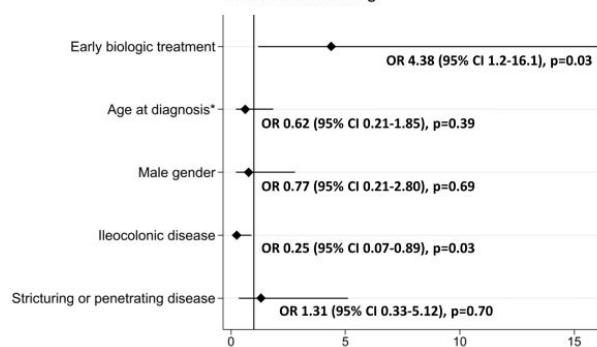 Early biologic treatment
OR 4.38 (95% CI 1.2-16.1), p=0.03
Age at diagnosis*
OR 0.62 (95% CI 0.21-1.85), p=0.39
Male gender
OR 0.77 (95% CI 0.21-2.80), p=0.69
Ileocolonic disease
OR 0.25 (95% CI 0.07-0.89), p=0.03
Stricturing or penetrating disease
OR 1.31 (95% CI 0.33-5.12), p=0.70
0 5 10 15